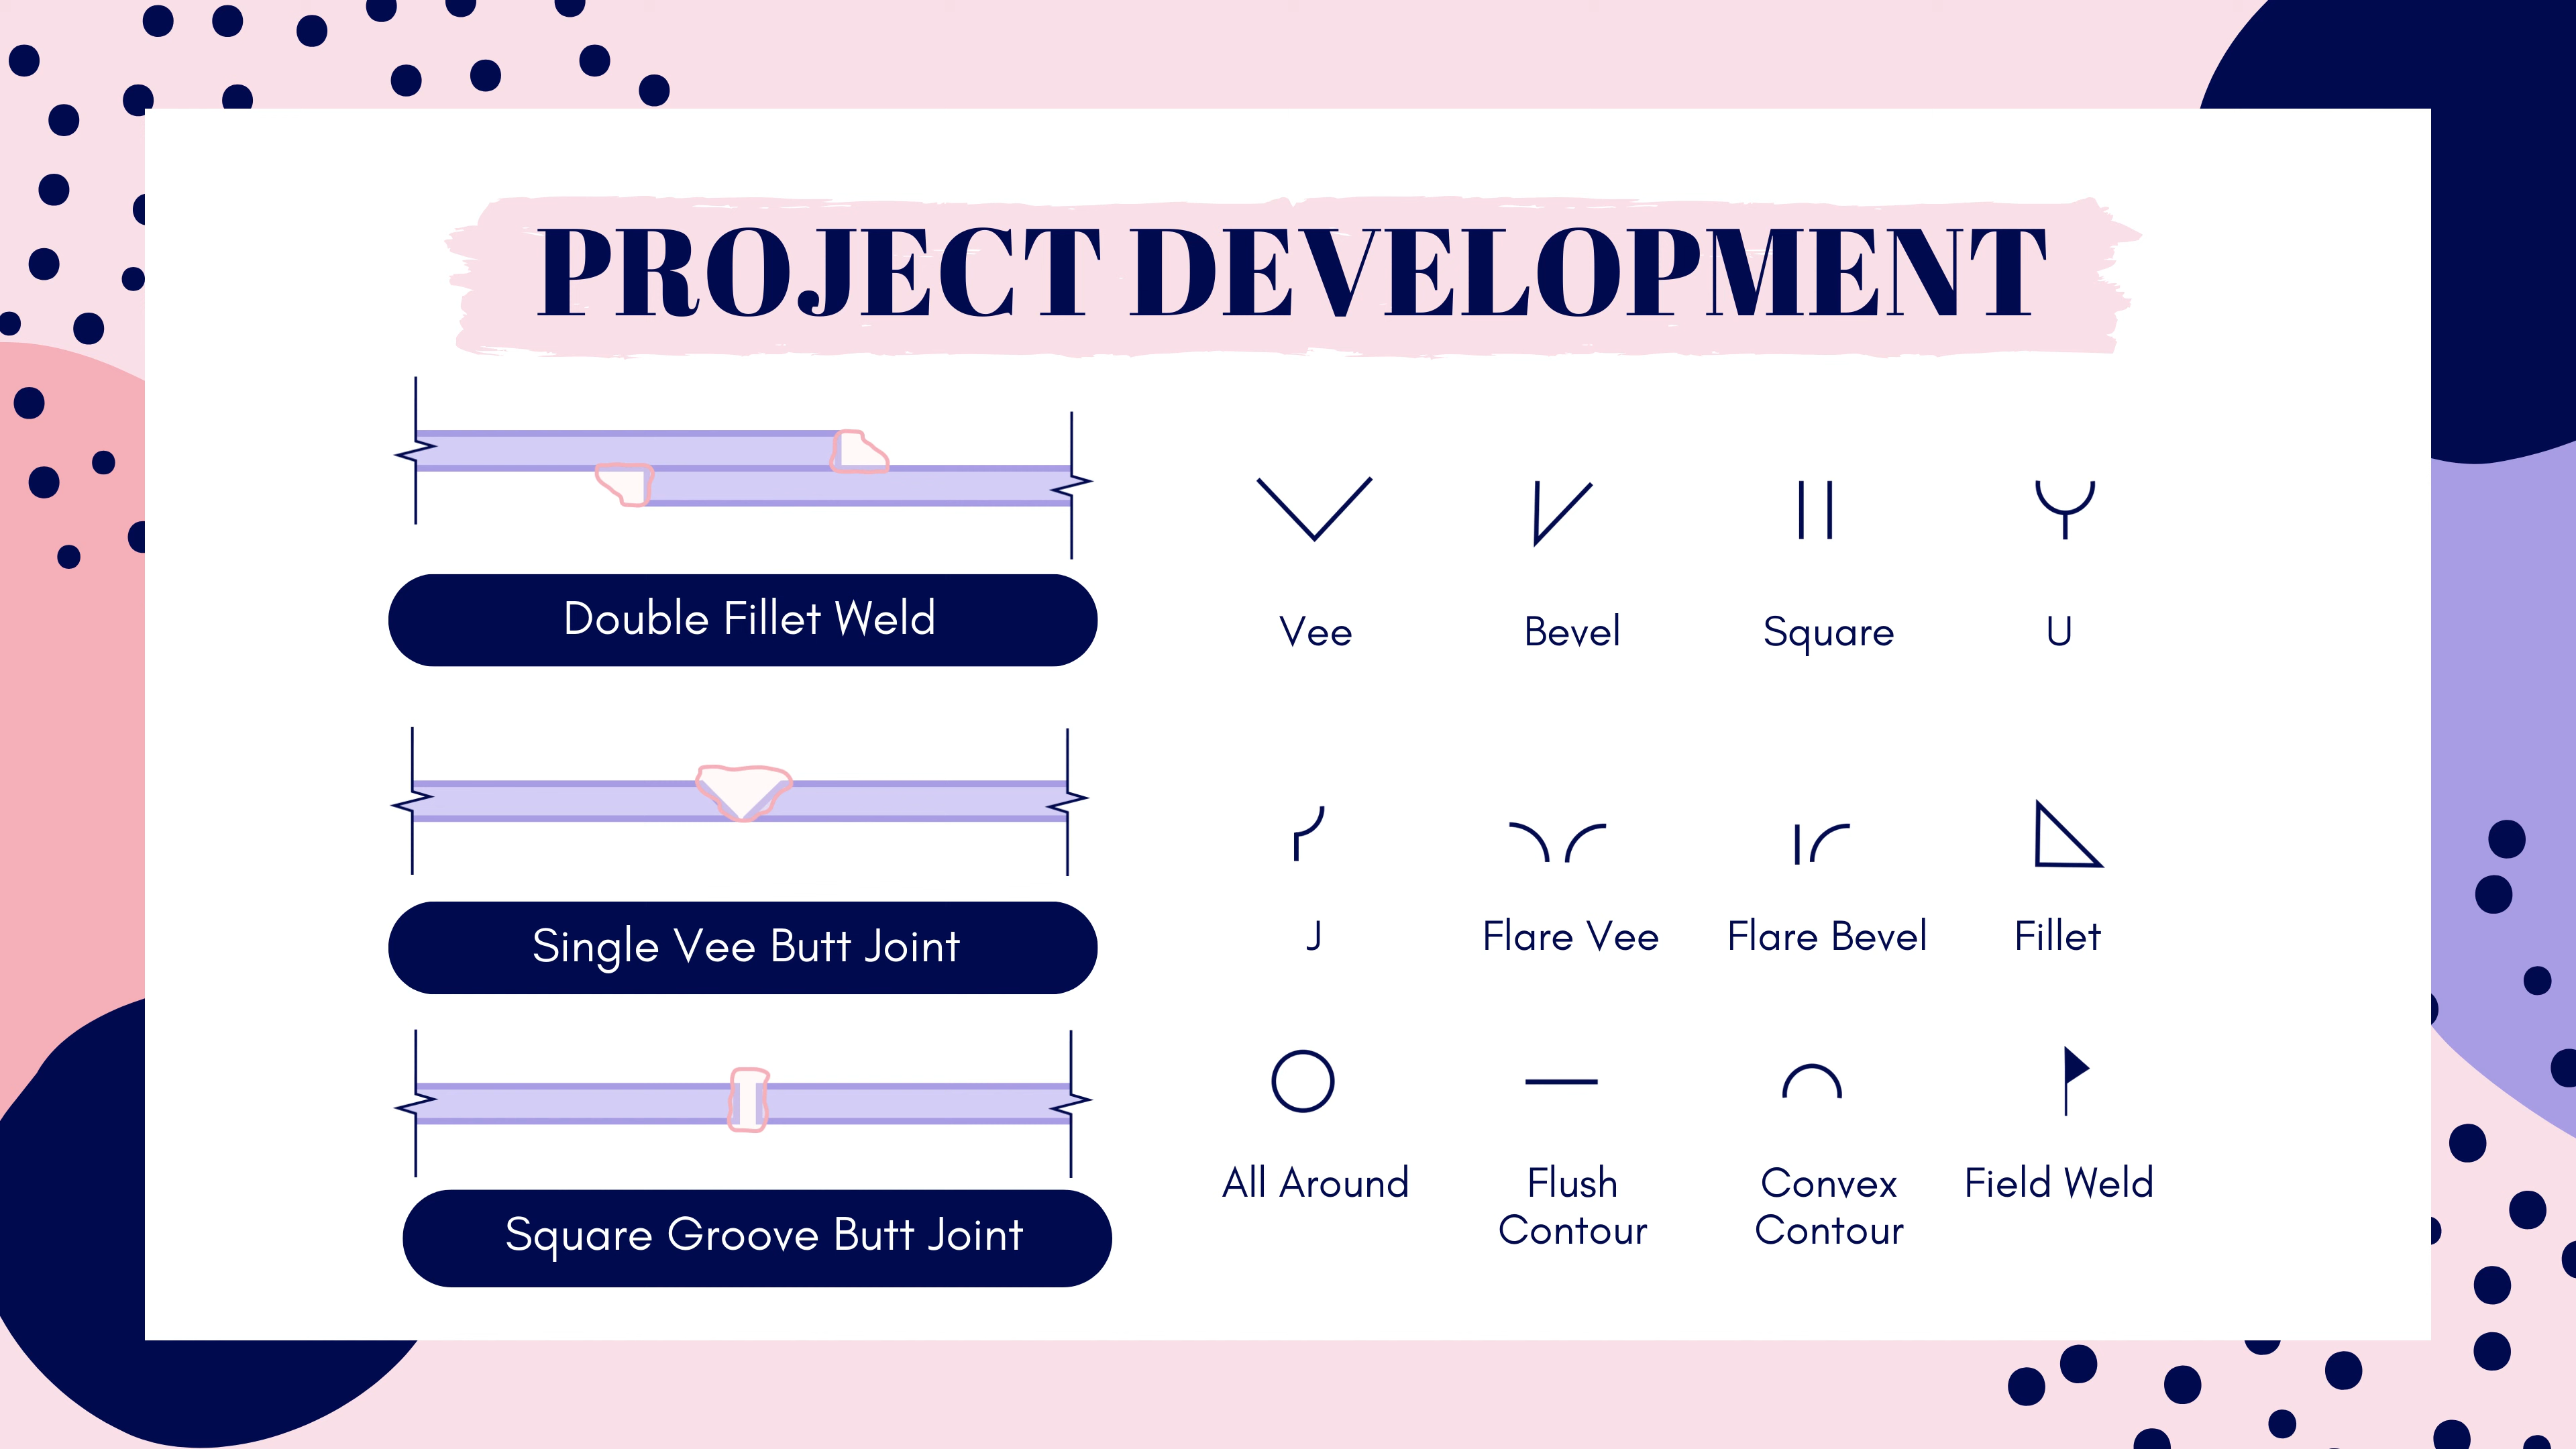 PROJECT DEVELOPMENT
Double Fillet Weld
Single Vee Butt Joint
Square Groove Butt Joint
Vee
Bevel
Square
U
J
Flare Vee
Flare Bevel
Fillet
All Around
Flush
Contour
Convex
Contour
Field Weld